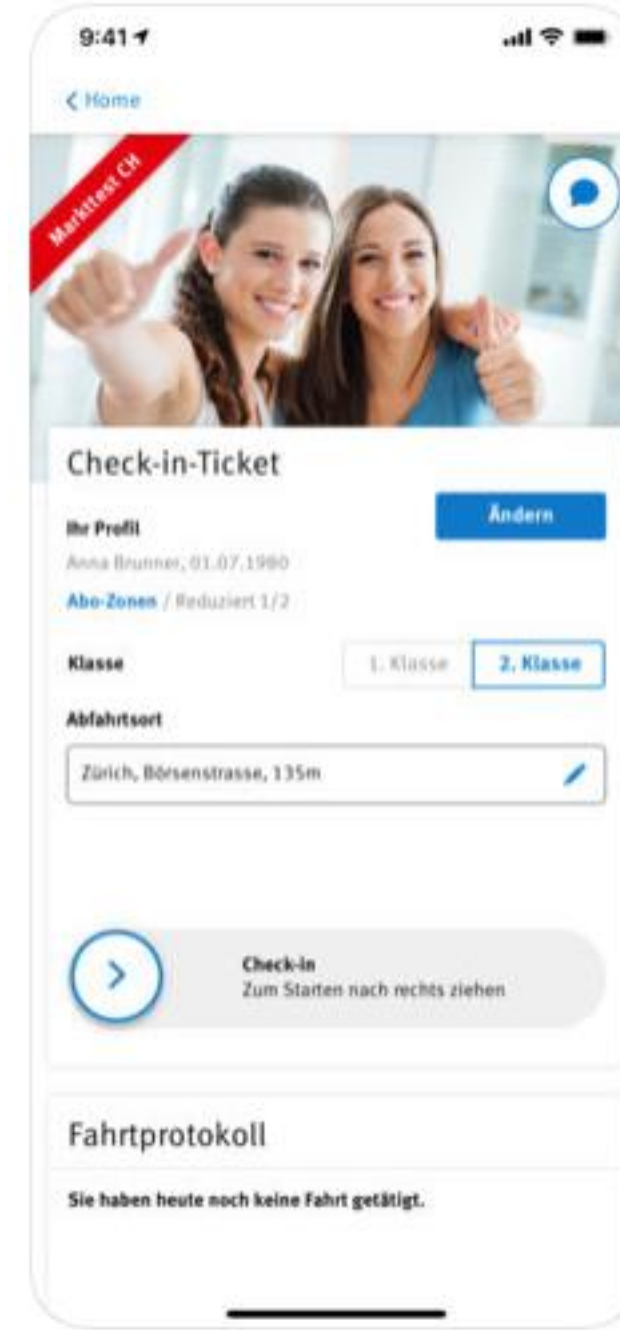 9:41
Home
Markttest CH
Check-in-Ticket
Ändern
Ihr Profil
Anna Brunner, 01.07.1980
Abo-Zonen / Reduziert 1/2
Klasse
1. Klasse
2. Klasse
Abfahrtsort
Zürich, Börsenstrasse, 135m
Check-in
Zum Starten nach rechts ziehen
Fahrtprotokoll
Sie haben heute noch keine Fahrt getätigt.